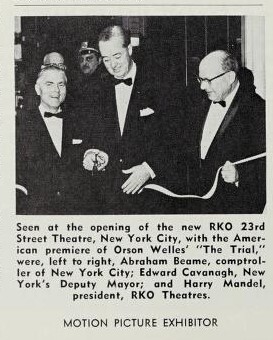 Seen at the opening of the new RKO 23rd
Street Theatre, New York City, with the Amer-
ican premiere of Orson Welles' "The Trial,"
were, left to right, Abraham Beame, comptrol-
ler of New York City; Edward Cavanagh, New
York's Deputy Mayor; and Harry Mandel,
president, RKO Theatres.
MOTION PICTURE EXHIBITOR